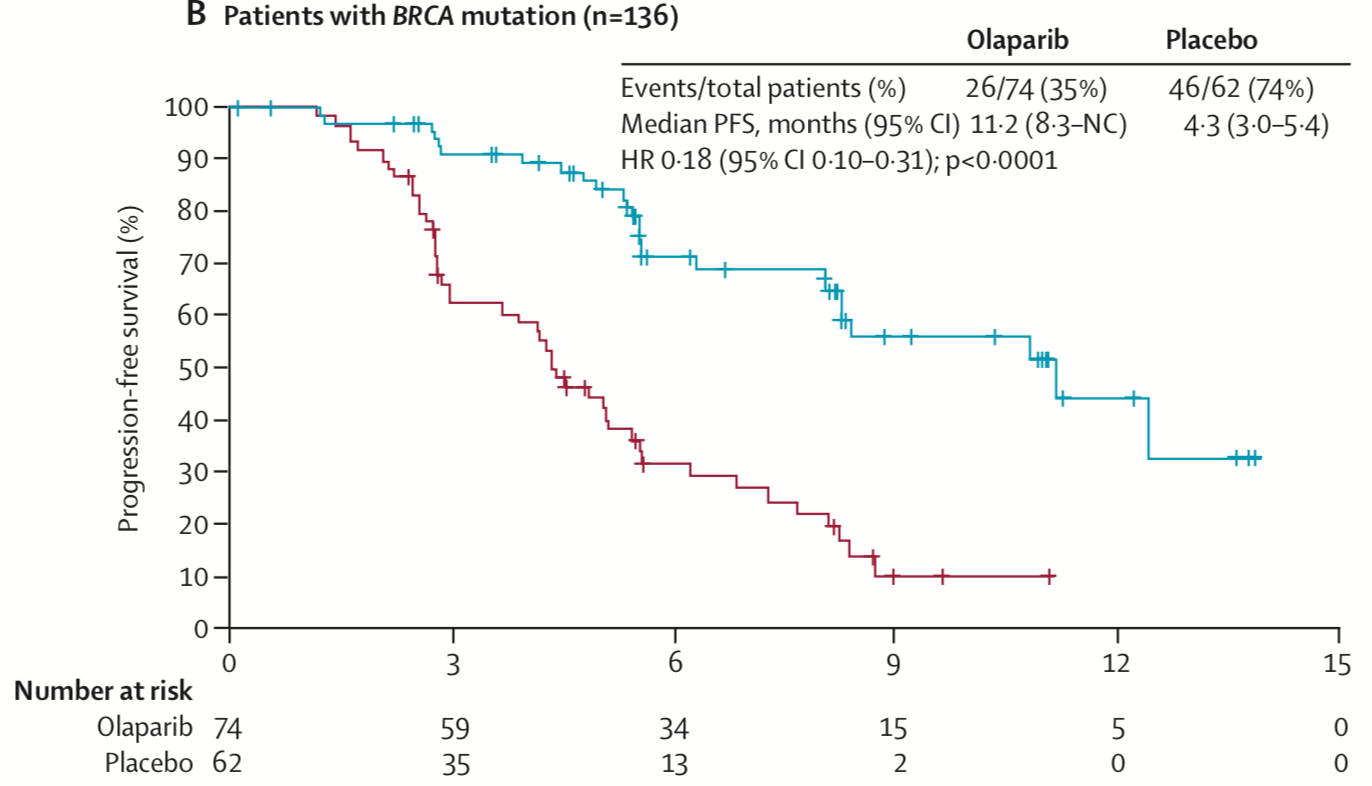 B Patients with BRCA mutation (n=136)
Olaparib Placebo
Events/total patients (%) 26/74 (35%) 46/62 (74%)
Median PFS, months (95% CI) 11·2 (8·3–NC) 4·3 (3·0–5·4)
HR 0·18 (95% CI 0·10–0·31); p<0·0001
Progression-free survival (%)
100
90
80
70
60
50
40
30
20
10
0
0 3 6 9 12 15
Number at risk
Olaparib 74 59 34 15 5 0
Placebo 62 35 13 2 0 0